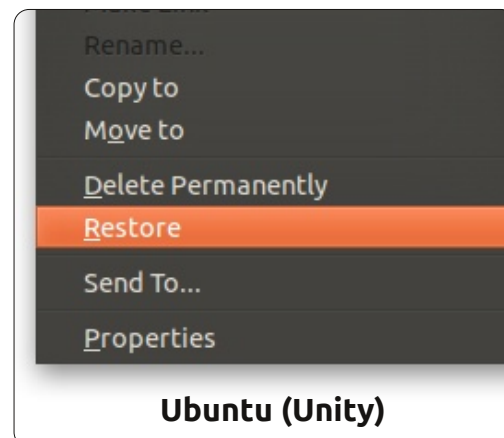 Rename...
Copy to
Move to
Delete Permanently
Restore
Send To...
Properties
Ubuntu (Unity)